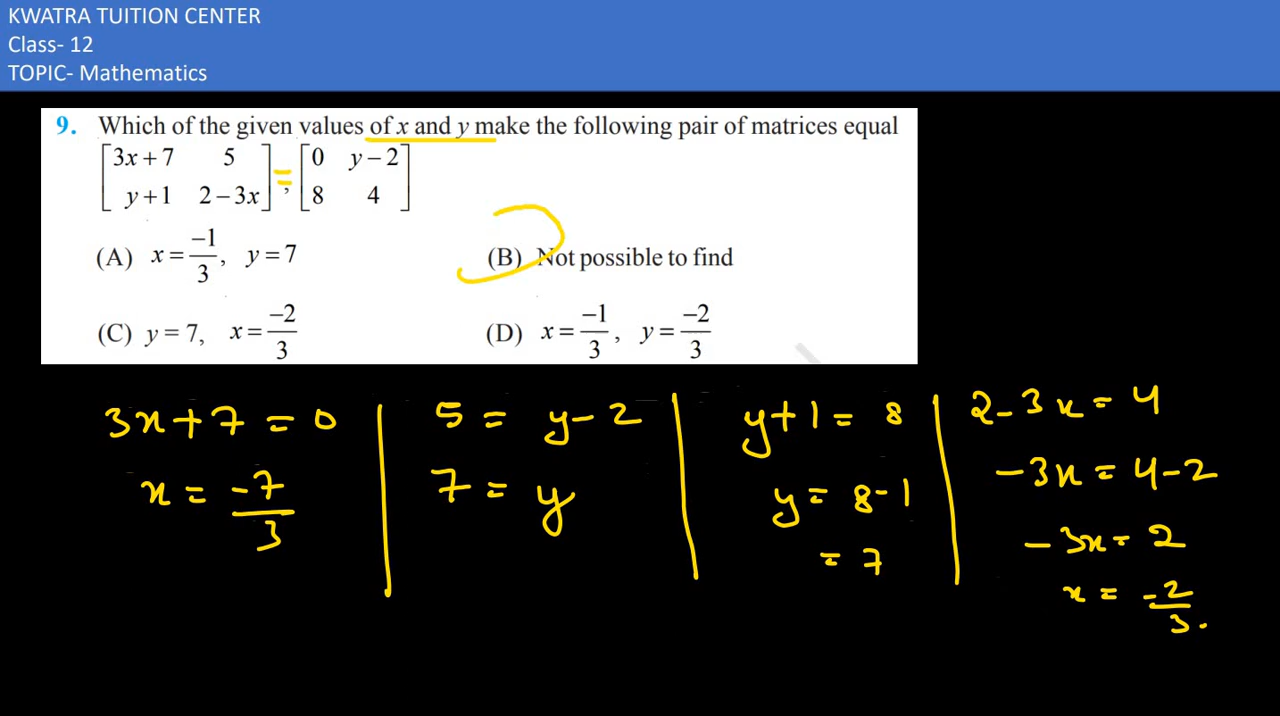 KWATRA TUITION CENTER
Class- 12
TOPIC- Mathematics
9. Which of the given values of x and y make the following pair of matrices equal
[3x+7 5] = [0 y−2]
[y+1 2−3x] , [8 4]
(A) x = −1/3, y = 7
(B) Not possible to find
(C) y = 7, x = −2/3
(D) x = −1/3, y = −2/3
3x+7 = 0
x = -7/3
5 = y-2
7 = y
y+1 = 8
y = 8-1
= 7
2-3x = 4
-3x = 4-2
-3x = 2
x = -2/3.